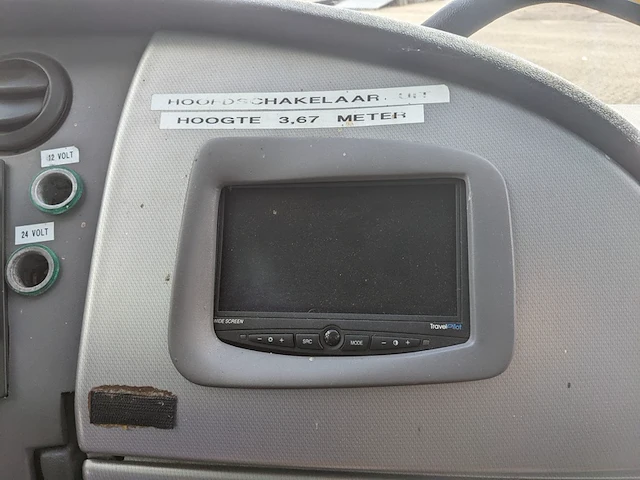 HOOFDSCHAKELAAR
HOOGTE 3,67 METER
12 VOLT
24 VOLT
WIDE SCREEN
TravelPilot
- + SRC MODE - +